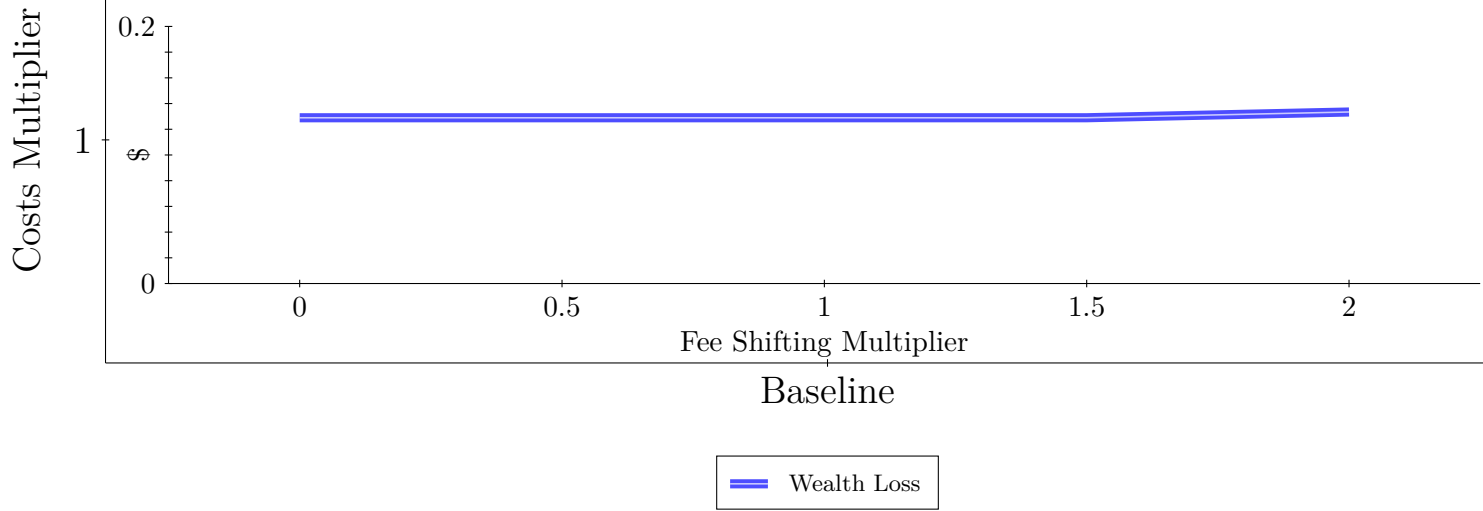 Costs Multiplier
1
$
0.2
0
0 0.5 1 1.5 2
Fee Shifting Multiplier
Baseline
Wealth Loss